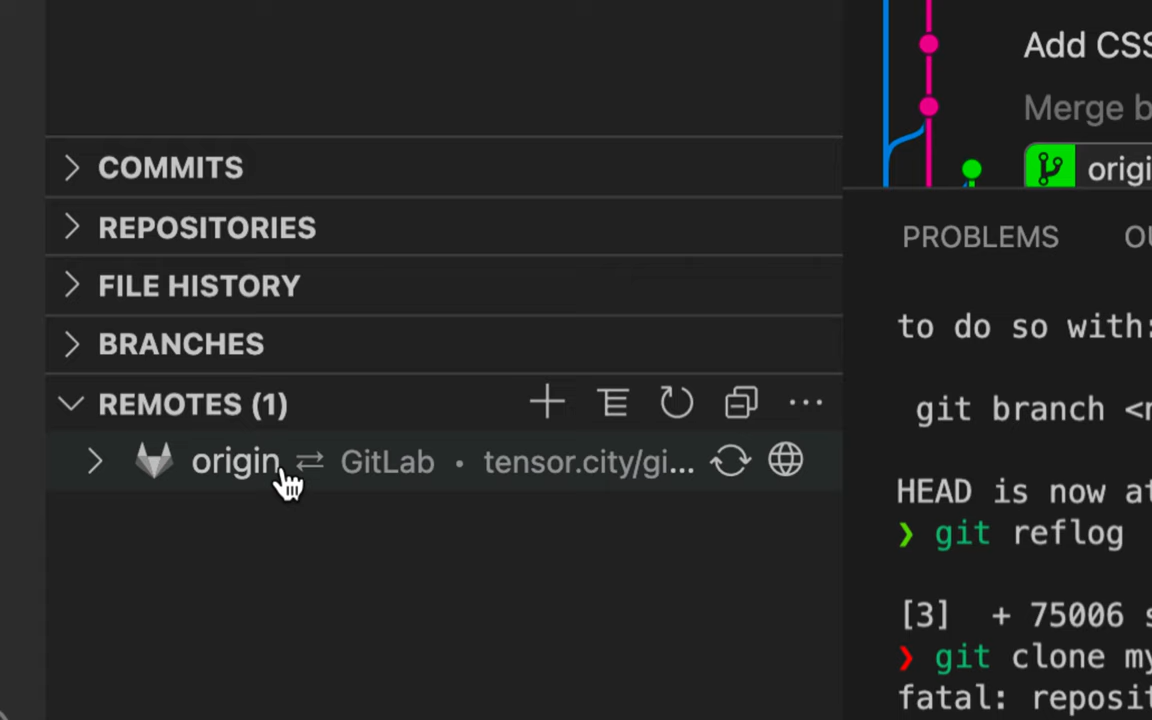 COMMITS
REPOSITORIES
FILE HISTORY
BRANCHES
REMOTES (1)
origin GitLab • tensor.city/gi...
Add CSS
Merge b
origi
PROBLEMS OU
to do so with:
git branch <n
HEAD is now at
❯ git reflog
[3] + 75006 s
❯ git clone my
fatal: reposit